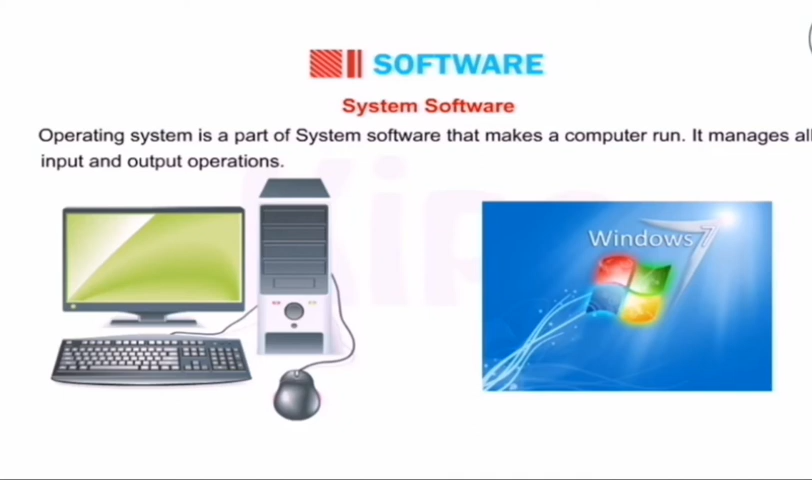 SOFTWARE
System Software
Operating system is a part of System software that makes a computer run. It manages all
input and output operations.
Windows 7